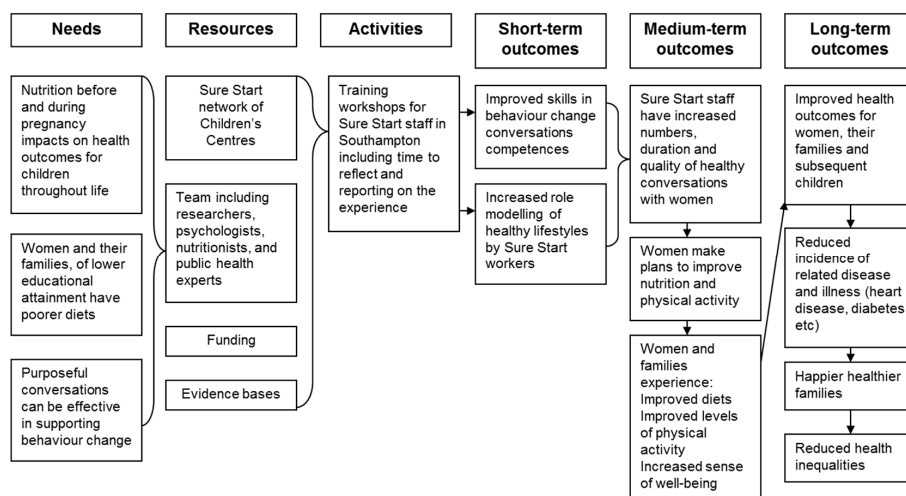 Needs
Resources
Activities
Short-term
outcomes
Medium-term
outcomes
Long-term
outcomes
Nutrition before
and during
pregnancy
impacts on health
outcomes for
children
throughout life
Women and their
families, of lower
educational
attainment have
poorer diets
Purposeful
conversations
can be effective
in supporting
behaviour change
Sure Start
network of
Children's
Centres
Team including
researchers,
psychologists,
nutritionists, and
public health
experts
Funding
Evidence bases
Training
workshops for
Sure Start staff in
Southampton
including time to
reflect and
reporting on the
experience
Improved skills in
behaviour change
conversations
competences
Increased role
modelling of
healthy lifestyles
by Sure Start
workers
Sure Start staff
have increased
numbers,
duration and
quality of healthy
conversations
with women
Women make
plans to improve
nutrition and
physical activity
Women and
families
experience:
Improved diets
Improved levels
of physical
activity
Increased sense
of well-being
Improved health
outcomes for
women, their
families and
subsequent
children
Reduced
incidence of
related disease
and illness (heart
disease, diabetes
etc)
Happier healthier
families
Reduced health
inequalities